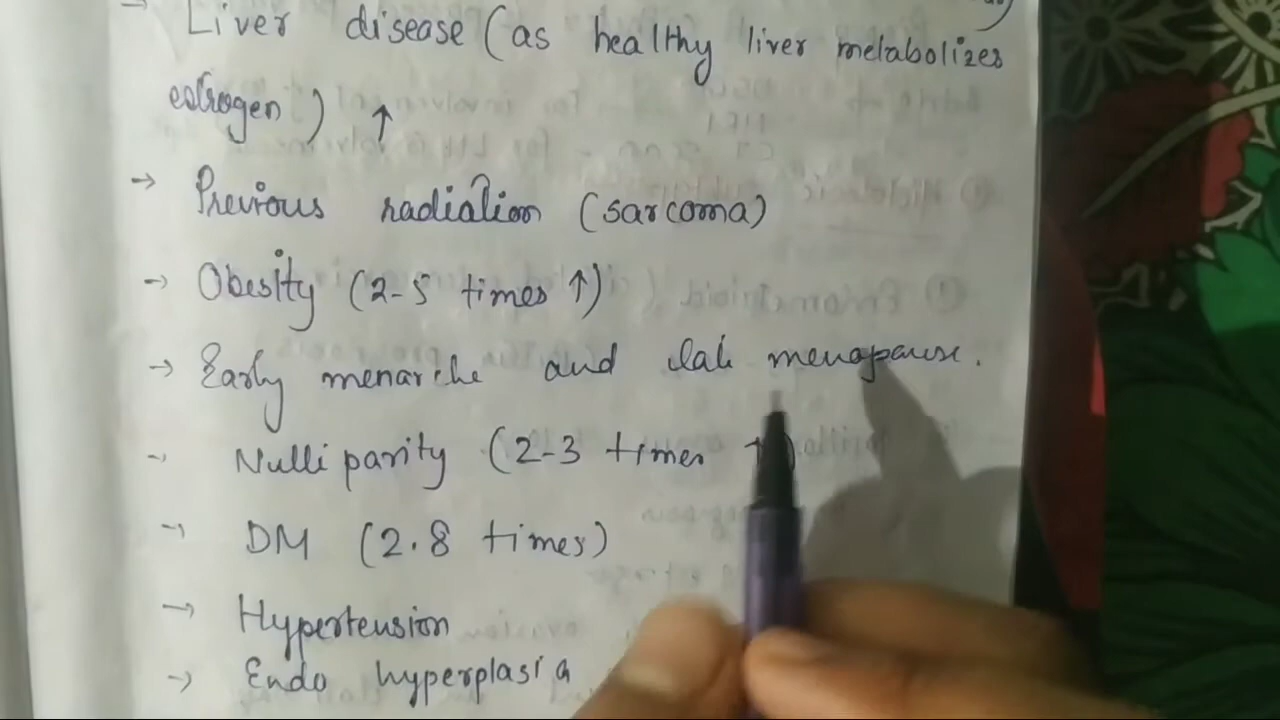 → Liver disease (as healthy liver metabolizes
estrogen) ↑
→ Previous radiation (sarcoma)
→ Obesity (2-5 times ↑)
→ Early menarche and late menopause.
→ Nulliparity (2-3 times ↑)
→ DM (2.8 times)
→ Hypertension
→ Endo hyperplasia